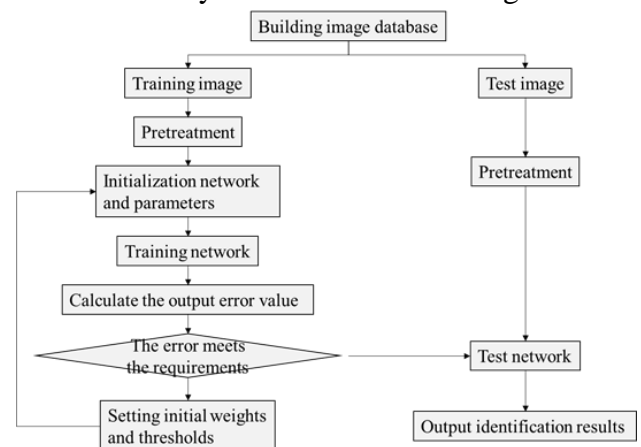 Building image database
Training image
Test image
Pretreatment
Pretreatment
Initialization network
and parameters
Training network
Calculate the output error value
The error meets
the requirements
Test network
Setting initial weights
and thresholds
Output identification results